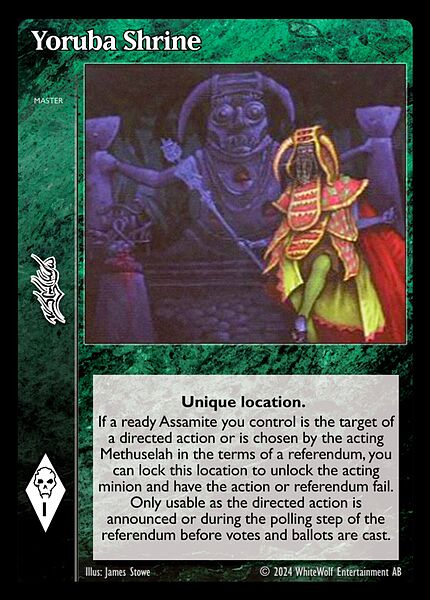 Yoruba Shrine
MASTER
Unique location.
If a ready Assamite you control is the target of
a directed action or is chosen by the acting
Methuselah in the terms of a referendum, you
can lock this location to unlock the acting
minion and have the action or referendum fail.
Only usable as the directed action is
announced or during the polling step of the
referendum before votes and ballots are cast.
I
Illus: James Stowe © 2024 WhiteWolf Entertainment AB